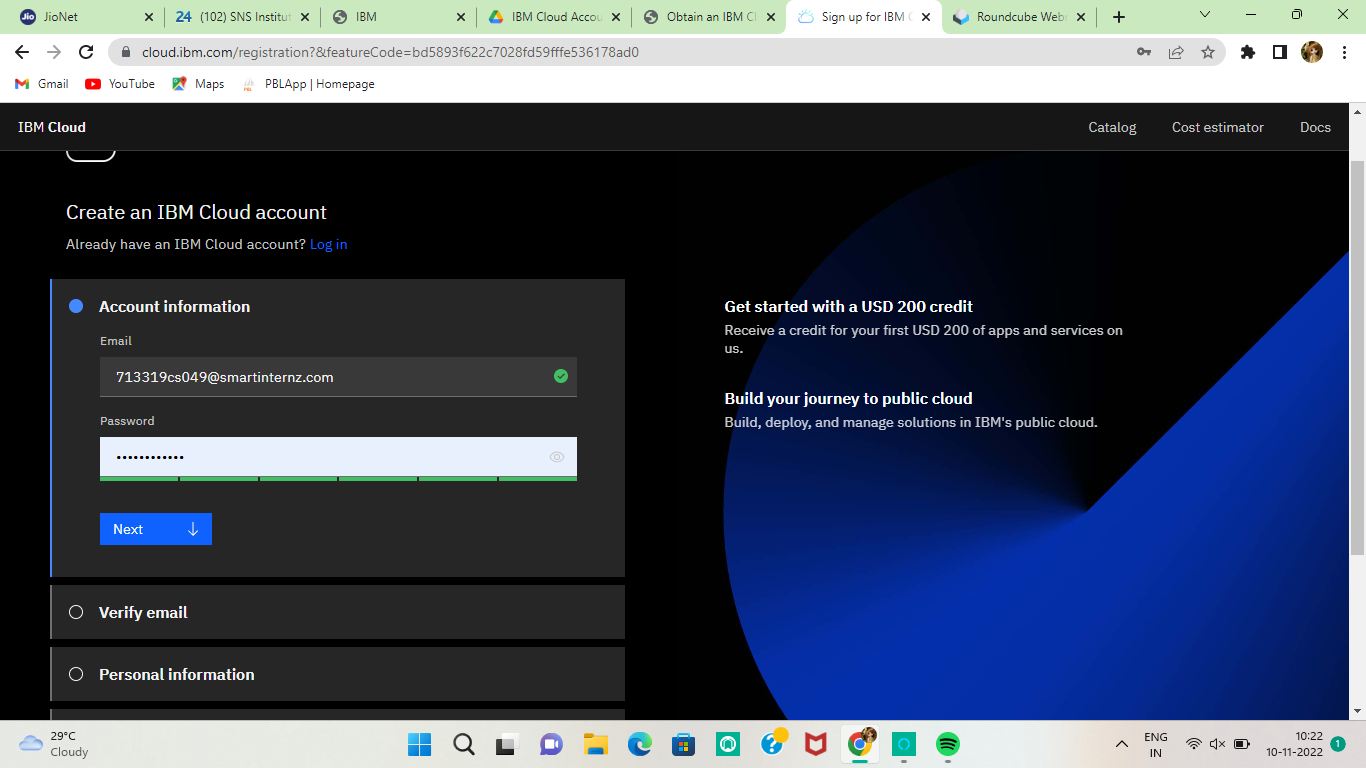 JioNet
24 (102) SNS Institut
IBM
IBM Cloud Accou
Obtain an IBM Cl
Sign up for IBM C
Roundcube Web
cloud.ibm.com/registration?&featureCode=bd5893f622c7028fd59fffe536178ad0
Gmail YouTube Maps PBLApp | Homepage
IBM Cloud Catalog Cost estimator Docs
Create an IBM Cloud account
Already have an IBM Cloud account? Log in
Account information
Email
713319cs049@smartinternz.com
Password
Next
Verify email
Personal information
Get started with a USD 200 credit
Receive a credit for your first USD 200 of apps and services on
us.
Build your journey to public cloud
Build, deploy, and manage solutions in IBM's public cloud.
29°C
Cloudy
ENG
IN
10:22
10-11-2022
1